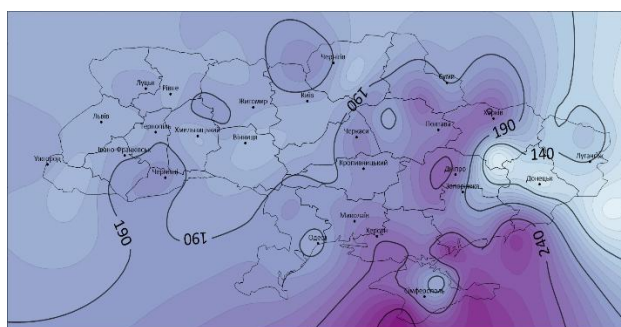 Чернігів
Луцьк
Рівне
Суми
190
Житомир
Київ
Львів
Харків
190
Тернопіль
Хмельницький
Полтава
Черкаси
Вінниця
140
Івано-Франківськ
Луганськ
Ужгород
Чернівці
Кропивницький
Дніпро
Донецьк
Запоріжжя
190
190
Миколаїв
Херсон
Одеса
240
Сімферополь